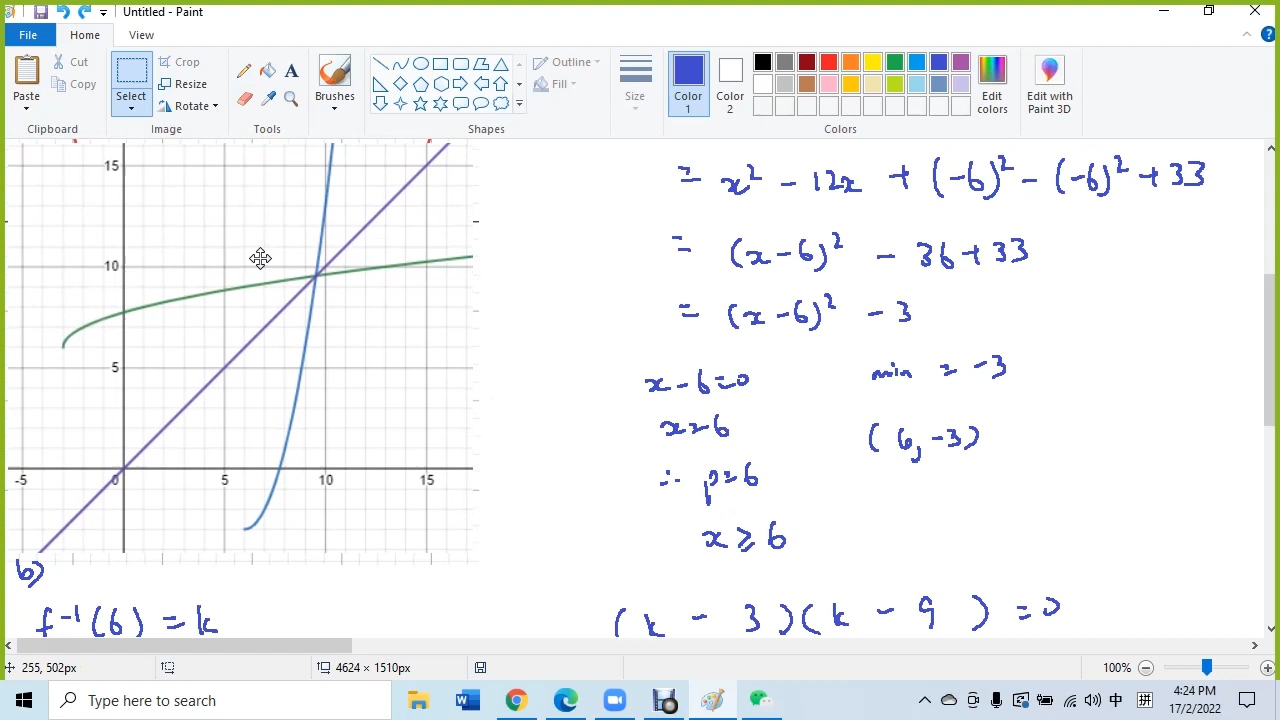 Untitled - Paint
File Home View
Paste
Cut
Copy
Clipboard
Select
Crop
Resize
Rotate
Image
A
Tools
Brushes
Outline
Fill
Shapes
Size
Color 1
Color 2
Edit colors
Colors
Edit with Paint 3D
15
10
5
-5 0 5 10 15
= x² - 12x + (-6)² - (-6)² + 33
= (x-6)² - 36+33
= (x-6)² - 3
x-6=0
x=6
∴ p=6
x ≥ 6
min = -3
(6, -3)
b)
f⁻¹(6) = k
(k - 3)(k - 9) = 0
255, 502px
4624 × 1510px
100%
Type here to search
中
拼
4:24 PM
17/2/2022